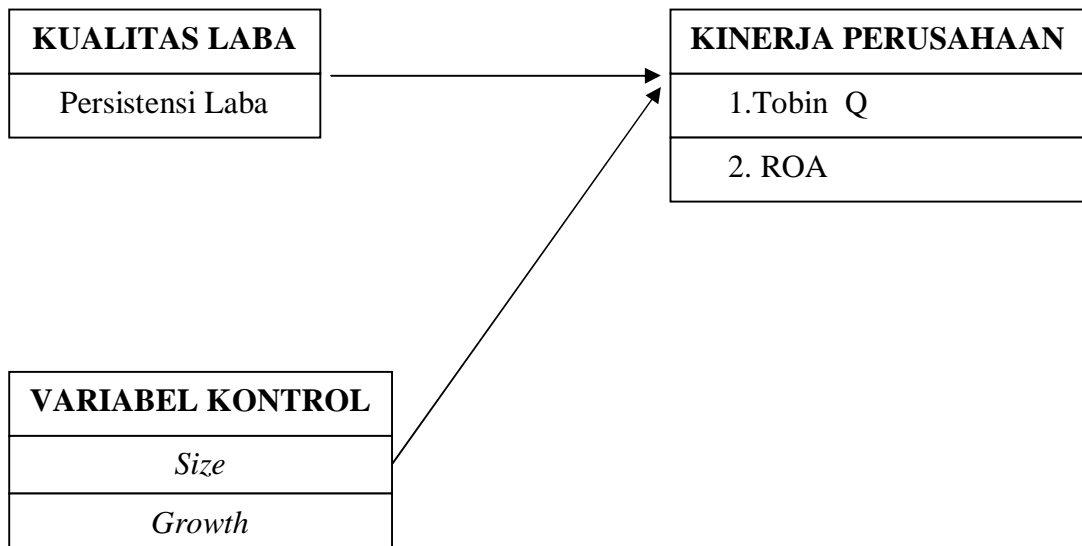 KUALITAS LABA
Persistensi Laba
KINERJA PERUSAHAAN
1.Tobin Q
2. ROA
VARIABEL KONTROL
Size
Growth